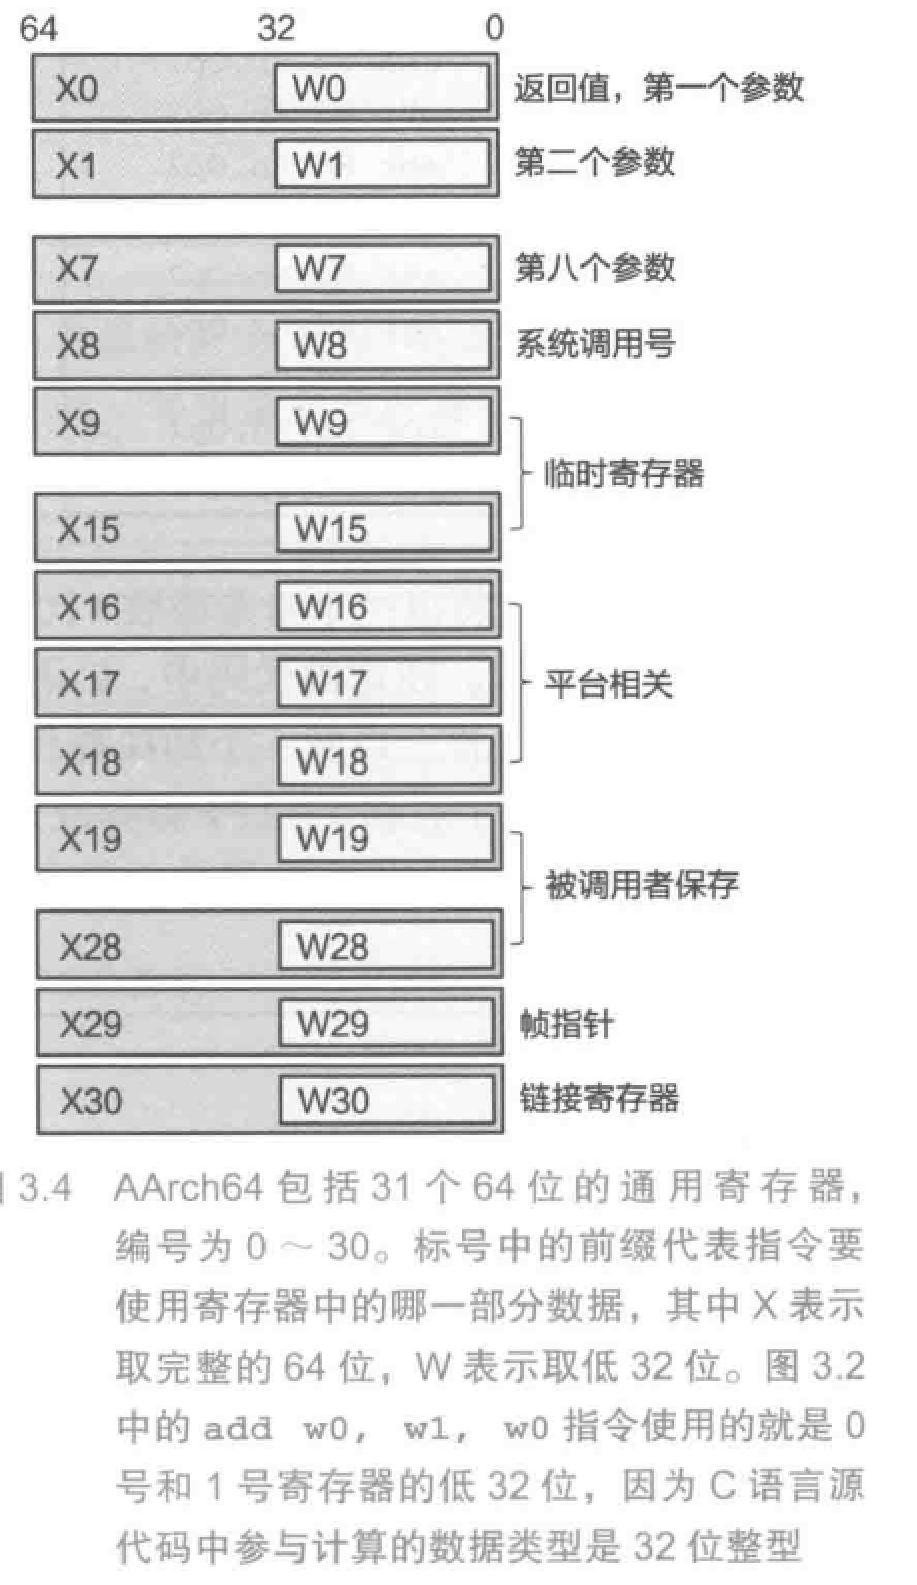 64 32 0
X0 W0 返回值，第一个参数
X1 W1 第二个参数
X7 W7 第八个参数
X8 W8 系统调用号
X9 W9
临时寄存器
X15 W15
X16 W16
X17 W17 平台相关
X18 W18
X19 W19
被调用者保存
X28 W28
X29 W29 帧指针
X30 W30 链接寄存器
3.4 AArch64 包括 31 个 64 位的通用寄存器，
编号为 0 ～ 30。标号中的前缀代表指令要
使用寄存器中的哪一部分数据，其中 X 表示
取完整的 64 位，W 表示取低 32 位。图 3.2
中的 add w0, w1, w0 指令使用的就是 0
号和 1 号寄存器的低 32 位，因为 C 语言源
代码中参与计算的数据类型是 32 位整型